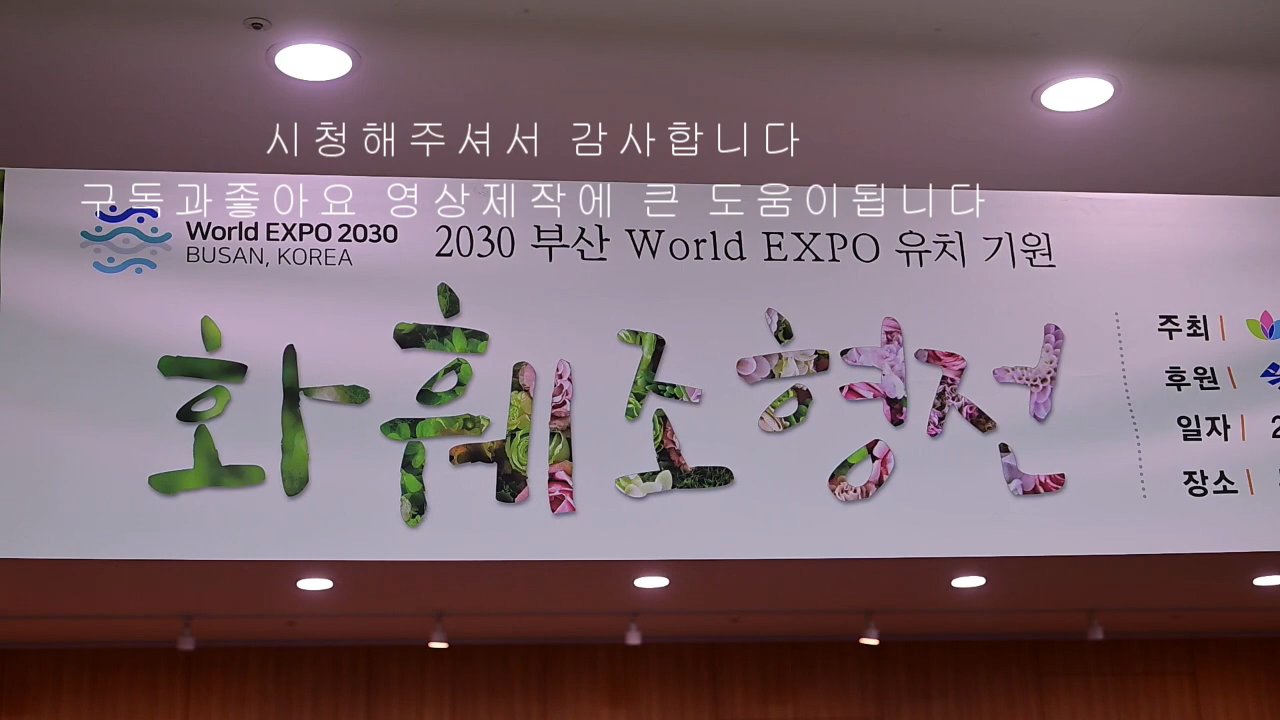 시청해주셔서 감사합니다
구독과좋아요 영상제작에 큰 도움이됩니다
World EXPO 2030
BUSAN, KOREA
2030 부산 World EXPO 유치 기원
화훼조형전
주최 |
후원 |
일자 | 2
장소 |